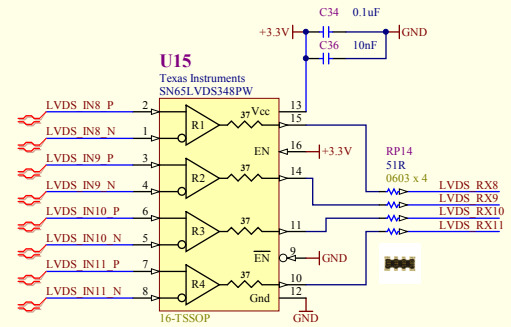 C34 0.1uF
+3.3V GND
C36 10nF
U15
Texas Instruments
SN65LVDS348PW
LVDS_IN8_P 2 Vcc 13
R1 37 15
LVDS_IN8_N 1
EN 16 +3.3V
RP14
51R
0603 x 4
LVDS_IN9_P 3
R2 37 14
LVDS_IN9_N 4
LVDS_RX8
LVDS_RX9
LVDS_RX10
LVDS_RX11
LVDS_IN10_P 6
R3 37 11
LVDS_IN10_N 5
EN 9 GND
LVDS_IN11_P 7
R4 37 10
LVDS_IN11_N 8
Gnd 12
16-TSSOP GND